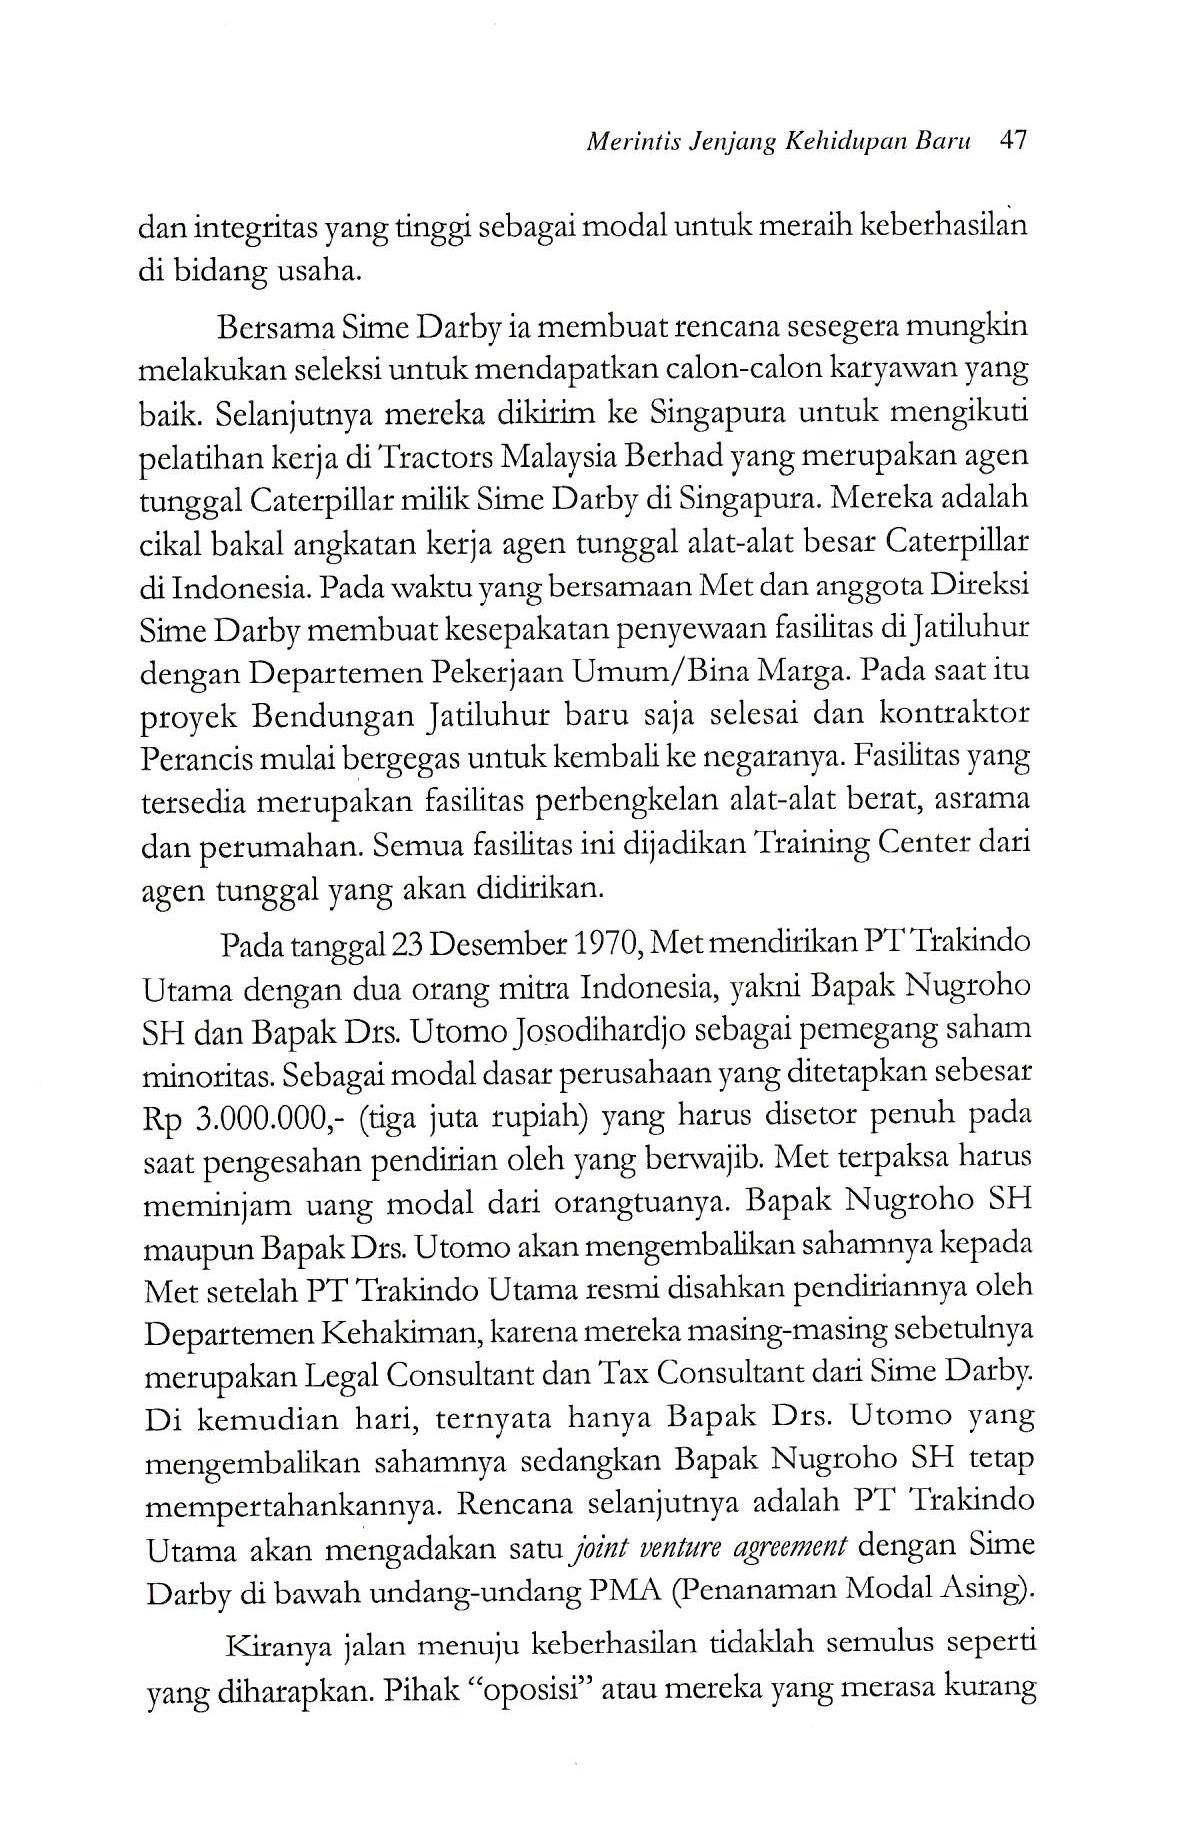 Merintis Jenjang Kehidupan Baru 47
dan integritas yang tinggi sebagai modal untuk meraih keberhasilan
di bidang usaha.
Bersama Sime Darby ia membuat rencana sesegera mungkin
melakukan seleksi untuk mendapatkan calon-calon karyawan yang
baik. Selanjutnya mereka dikirim ke Singapura untuk mengikuti
pelatihan kerja di Tractors Malaysia Berhad yang merupakan agen
tunggal Caterpillar milik Sime Darby di Singapura. Mereka adalah
cikal bakal angkatan kerja agen tunggal alat-alat besar Caterpillar
di Indonesia. Pada waktu yang bersamaan Met dan anggota Direksi
Sime Darby membuat kesepakatan penyewaan fasilitas di Jatiluhur
dengan Departemen Pekerjaan Umum/Bina Marga. Pada saat itu
proyek Bendungan Jatiluhur baru saja selesai dan kontraktor
Perancis mulai bergegas untuk kembali ke negaranya. Fasilitas yang
tersedia merupakan fasilitas perbengkelan alat-alat berat, asrama
dan perumahan. Semua fasilitas ini dijadikan Training Center dari
agen tunggal yang akan didirikan.
Pada tanggal 23 Desember 1970, Met mendirikan PT Trakindo
Utama dengan dua orang mitra Indonesia, yakni Bapak Nugroho
SH dan Bapak Drs. Utomo Josodihardjo sebagai pemegang saham
minoritas. Sebagai modal dasar perusahaan yang ditetapkan sebesar
Rp 3.000.000,- (tiga juta rupiah) yang harus disetor penuh pada
saat pengesahan pendirian oleh yang berwajib. Met terpaksa harus
meminjam uang modal dari orangtuanya. Bapak Nugroho SH
maupun Bapak Drs. Utomo akan mengembalikan sahamnya kepada
Met setelah PT Trakindo Utama resmi disahkan pendiriannya oleh
Departemen Kehakiman, karena mereka masing-masing sebetulnya
merupakan Legal Consultant dan Tax Consultant dari Sime Darby.
Di kemudian hari, ternyata hanya Bapak Drs. Utomo yang
mengembalikan sahamnya sedangkan Bapak Nugroho SH tetap
mempertahankannya. Rencana selanjutnya adalah PT Trakindo
Utama akan mengadakan satu joint venture agreement dengan Sime
Darby di bawah undang-undang PMA (Penanaman Modal Asing).
Kiranya jalan menuju keberhasilan tidaklah semulus seperti
yang diharapkan. Pihak “oposisi” atau mereka yang merasa kurang